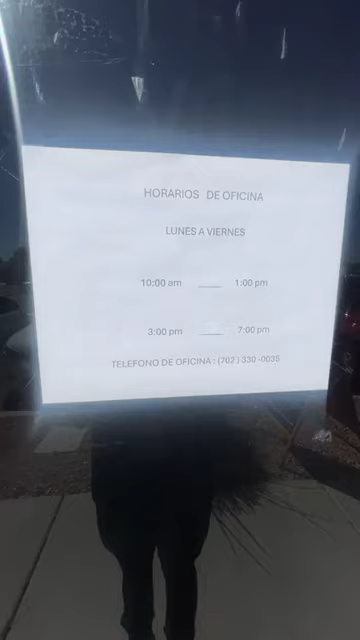 HORARIOS DE OFICINA
LUNES A VIERNES
10:00 am ____ 1:00 pm
3:00 pm ____ 7:00 pm
TELEFONO DE OFICINA : (702 ) 330 -0035